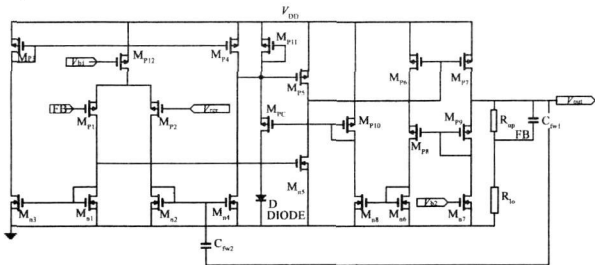 V_DD
M_P3
V_b1
M_P12
M_P4
M_P11
M_P5
M_P6
M_P7
V_out
FB
M_P1
M_P2
V_REF
M_PC
M_P10
M_P8
M_P9
R_up
C_fw1
FB
M_n5
M_n3
M_n1
M_n2
M_n4
D
DIODE
M_n8
M_n6
V_b2
M_n7
R_lo
C_fw2